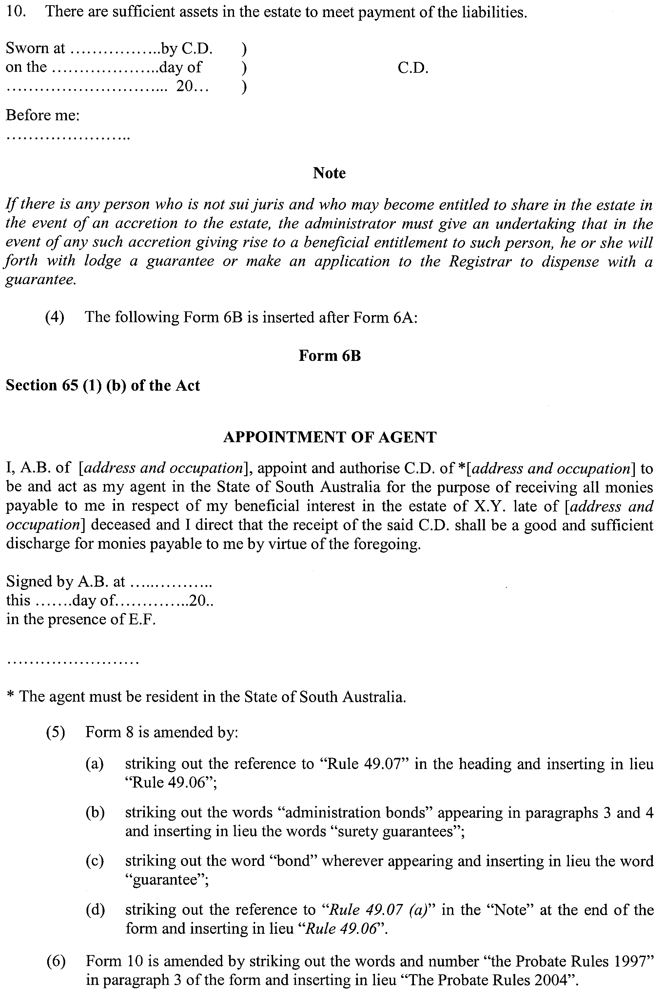 10. There are sufficient assets in the estate to meet payment of the liabilities.
Sworn at .................by C.D. )
on the ....................day of ) C.D.
.............................. 20... )
Before me:
.......................
Note
If there is any person who is not sui juris and who may become entitled to share in the estate in
the event of an accretion to the estate, the administrator must give an undertaking that in the
event of any such accretion giving rise to a beneficial entitlement to such person, he or she will
forth with lodge a guarantee or make an application to the Registrar to dispense with a
guarantee.
(4) The following Form 6B is inserted after Form 6A:
Form 6B
Section 65 (1) (b) of the Act
APPOINTMENT OF AGENT
I, A.B. of [address and occupation], appoint and authorise C.D. of *[address and occupation] to
be and act as my agent in the State of South Australia for the purpose of receiving all monies
payable to me in respect of my beneficial interest in the estate of X.Y. late of [address and
occupation] deceased and I direct that the receipt of the said C.D. shall be a good and sufficient
discharge for monies payable to me by virtue of the foregoing.
Signed by A.B. at ...............
this .......day of..............20..
in the presence of E.F.
........................
* The agent must be resident in the State of South Australia.
(5) Form 8 is amended by:
(a) striking out the reference to “Rule 49.07” in the heading and inserting in lieu
“Rule 49.06”;
(b) striking out the words “administration bonds” appearing in paragraphs 3 and 4
and inserting in lieu the words “surety guarantees”;
(c) striking out the word “bond” wherever appearing and inserting in lieu the word
“guarantee”;
(d) striking out the reference to “Rule 49.07 (a)” in the “Note” at the end of the
form and inserting in lieu “Rule 49.06”.
(6) Form 10 is amended by striking out the words and number “the Probate Rules 1997”
in paragraph 3 of the form and inserting in lieu “The Probate Rules 2004”.